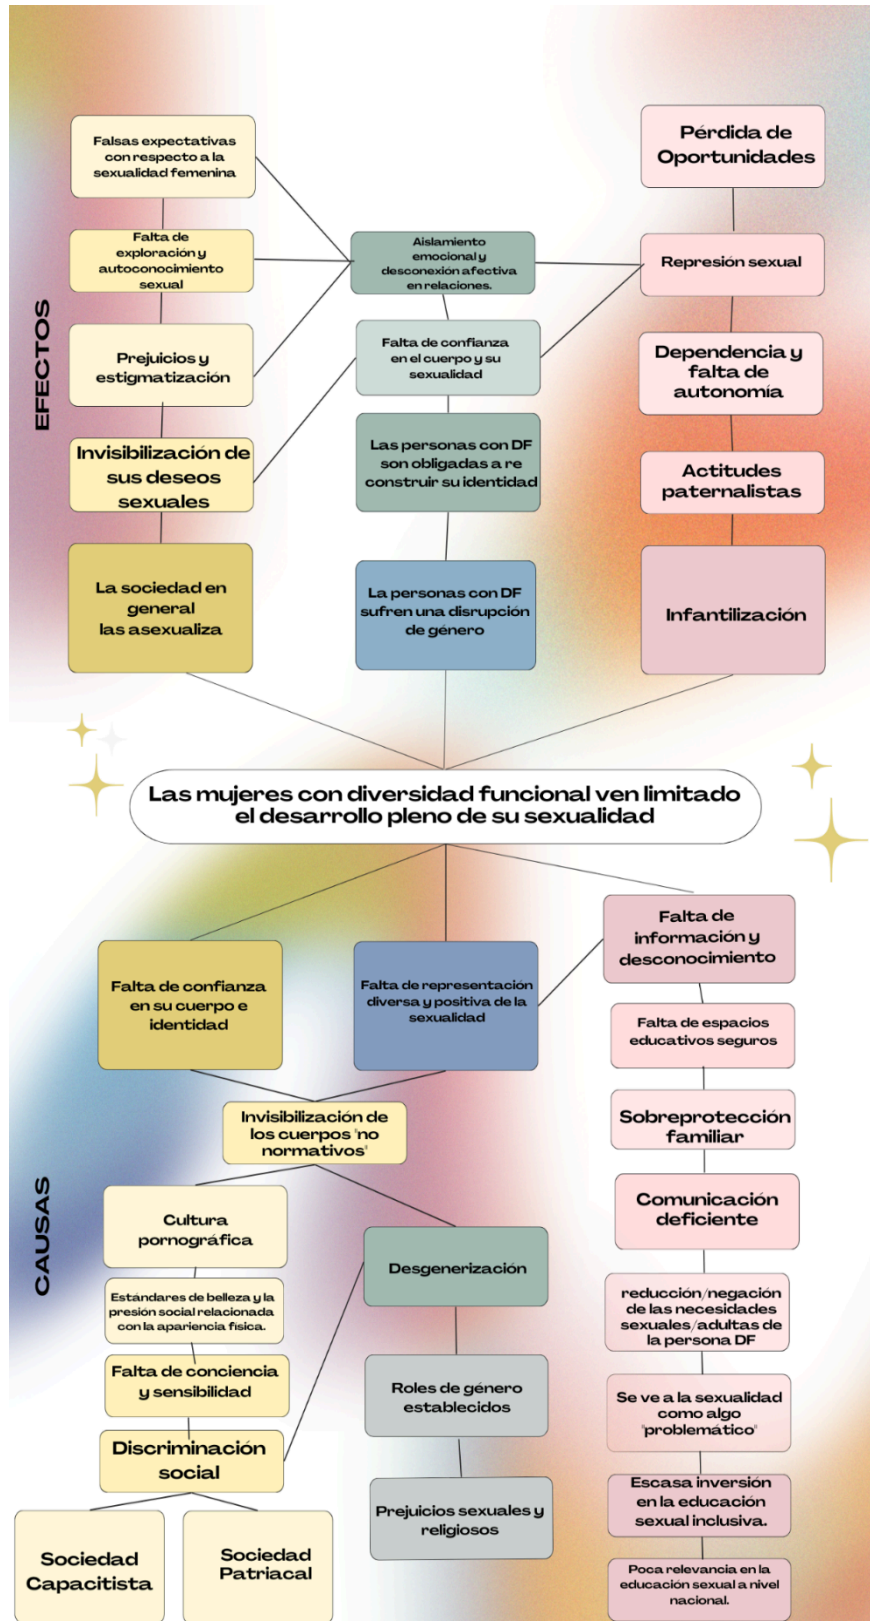 EFECTOS
Falsas expectativas
con respecto a la
sexualidad femenina
Falta de
exploración y
autoconocimiento
sexual
Prejuicios y
estigmatización
Invisibilización de
sus deseos
sexuales
La sociedad en
general
las asexualiza
Aislamiento
emocional y
desconexión afectiva
en relaciones.
Falta de confianza
en el cuerpo y su
sexualidad
Las personas con DF
son obligadas a re
construir su identidad
La personas con DF
sufren una disrupción
de género
Pérdida de
Oportunidades
Represión sexual
Dependencia y
falta de
autonomía
Actitudes
paternalistas
Infantilización
Las mujeres con diversidad funcional ven limitado
el desarrollo pleno de su sexualidad
CAUSAS
Falta de confianza
en su cuerpo e
identidad
Falta de representación
diversa y positiva de la
sexualidad
Invisibilización de
los cuerpos "no
normativos"
Cultura
pornográfica
Estándares de belleza y la
presión social relacionada
con la apariencia física.
Falta de conciencia
y sensibilidad
Discriminación
social
Sociedad
Capacitista
Sociedad
Patriacal
Desgenerización
Roles de género
establecidos
Prejuicios sexuales y
religiosos
Falta de
información y
desconocimiento
Falta de espacios
educativos seguros
Sobreprotección
familiar
Comunicación
deficiente
reducción/negación
de las necesidades
sexuales/adultas de
la persona DF
Se ve a la sexualidad
como algo
"problemático"
Escasa inversión
en la educación
sexual inclusiva.
Poca relevancia en la
educación sexual a nivel
nacional.